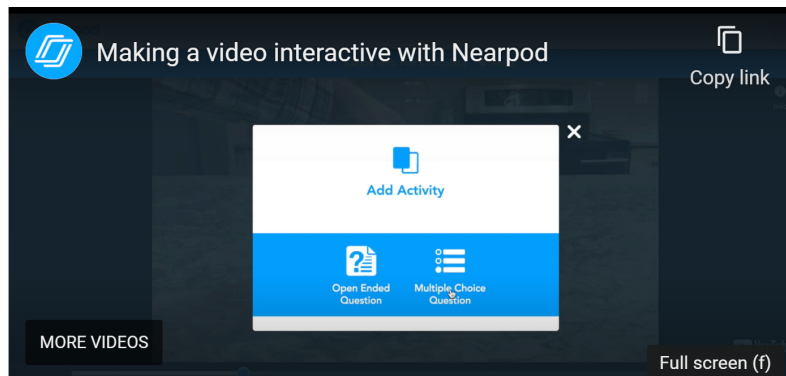 Making a video interactive with Nearpod
Copy link
Add Activity
Open Ended
Question
Multiple Choice
Question
MORE VIDEOS
Full screen (f)